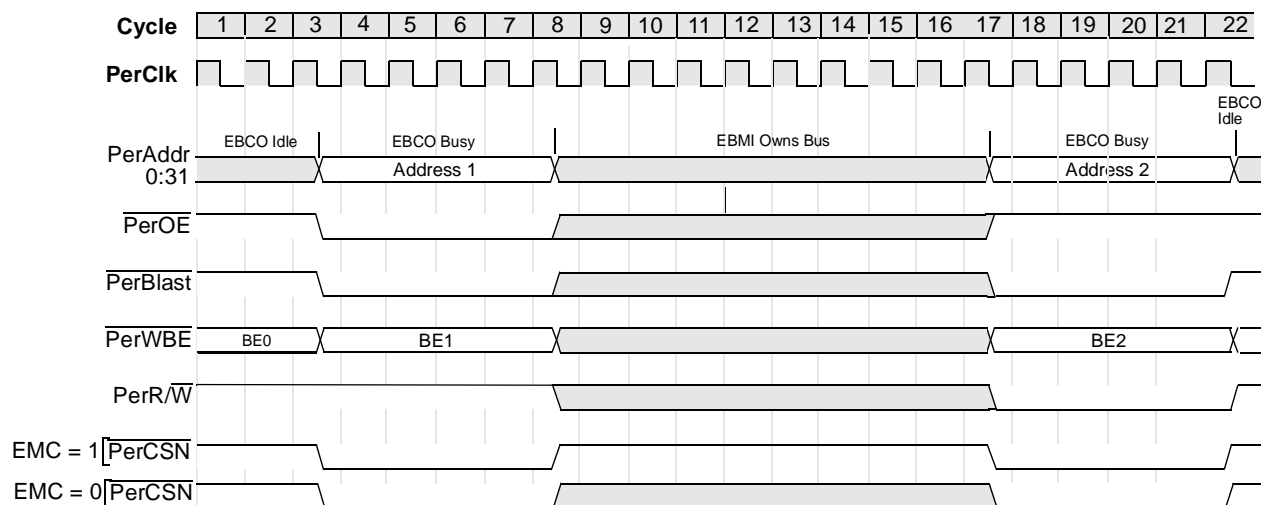 Cycle 1 2 3 4 5 6 7 8 9 10 11 12 13 14 15 16 17 18 19 20 21 22
PerClk
EBCO Idle EBCO Busy EBMI Owns Bus EBCO Busy EBCO
Idle
PerAddr
0:31
Address 1 Address 2
PerOE
PerBlast
PerWBE BE0 BE1 BE2
PerR/W
EMC = 1 PerCSN
EMC = 0 PerCSN